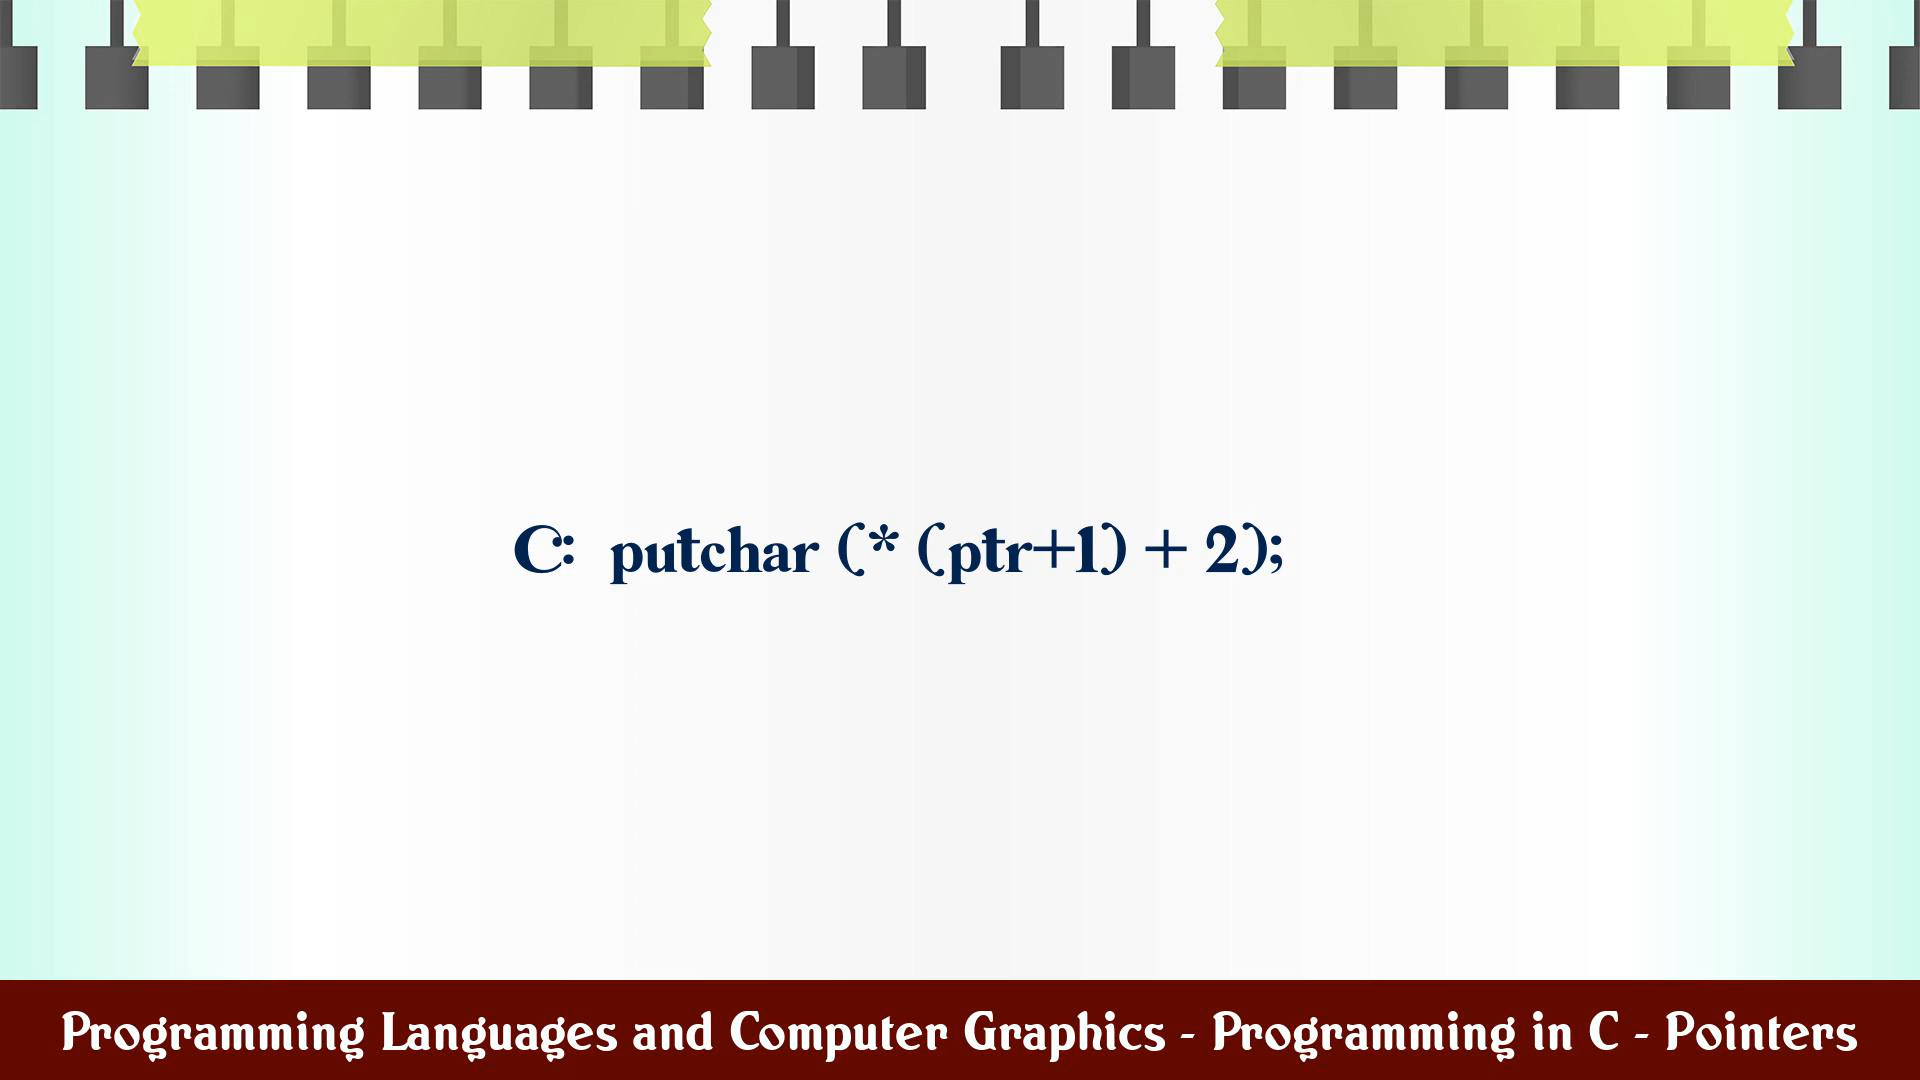 C: putchar (* (ptr+1) + 2);
Programming Languages and Computer Graphics - Programming in C - Pointers